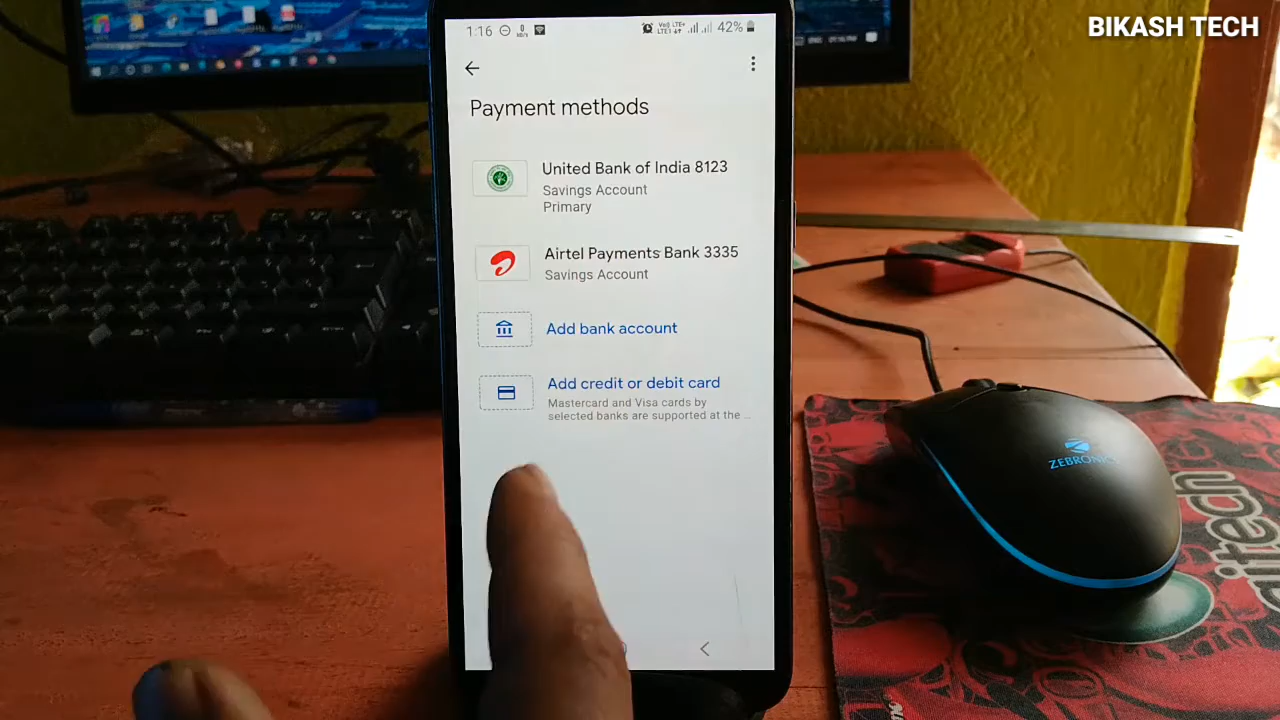 BIKASH TECH
1:16
42%
Payment methods
United Bank of India 8123
Savings Account
Primary
Airtel Payments Bank 3335
Savings Account
Add bank account
Add credit or debit card
Mastercard and Visa cards by
selected banks are supported at the ...
ZEBRONICS